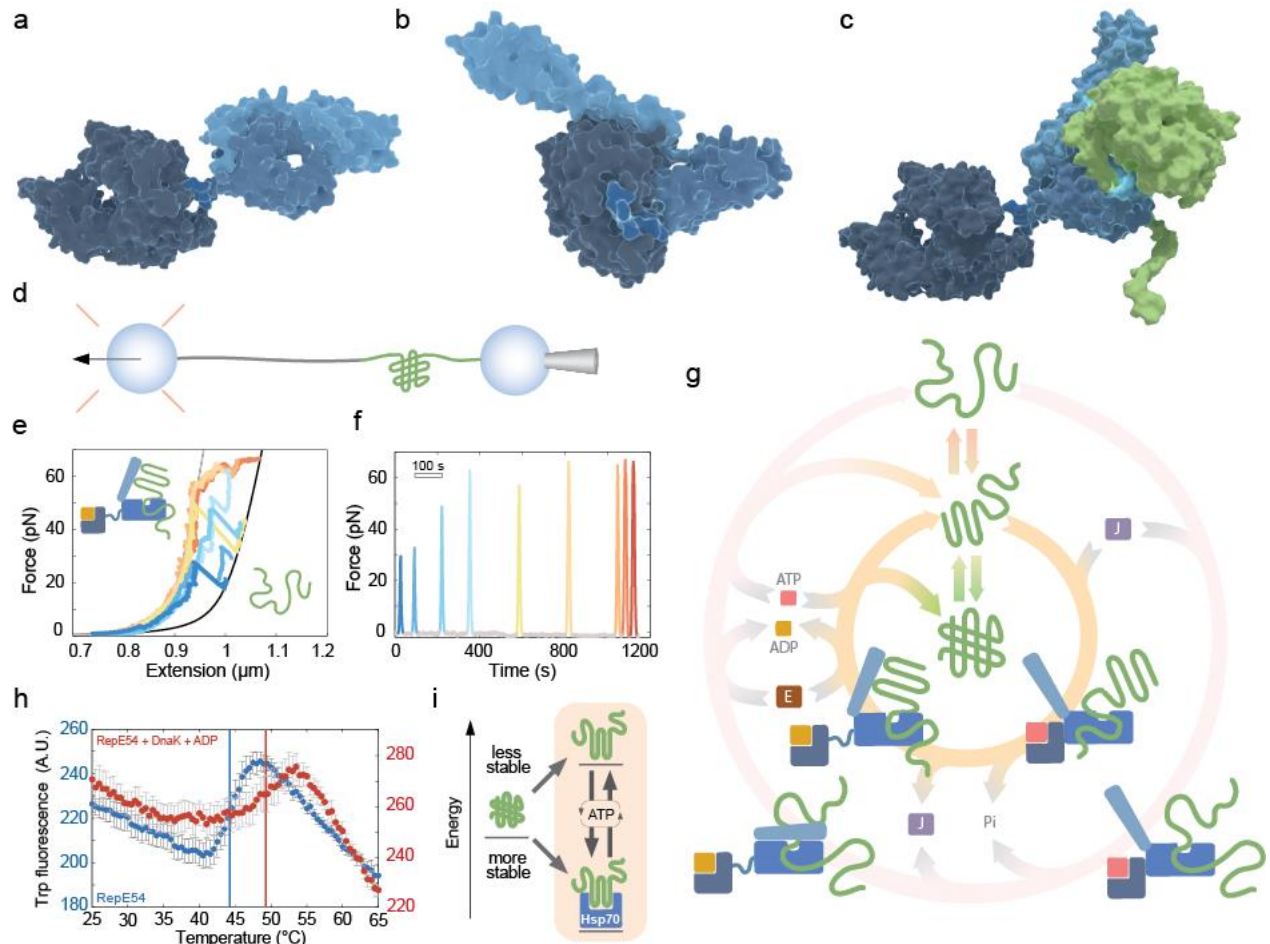 a
b
c
d
g
e
f
Force (pN)
60
40
20
0
0.7 0.8 0.9 1 1.1 1.2
Extension (µm)
Force (pN)
60
40
20
0
100 s
0 400 800 1200
Time (s)
J
ATP
ADP
E
J
Pi
h
i
Trp fluorescence (A.U.)
260
240
220
200
180
RepE54 + DnaK + ADP
RepE54
280
260
240
220
25 30 35 40 45 50 55 60 65
Temperature (°C)
Energy
less
stable
more
stable
ATP
Hsp70